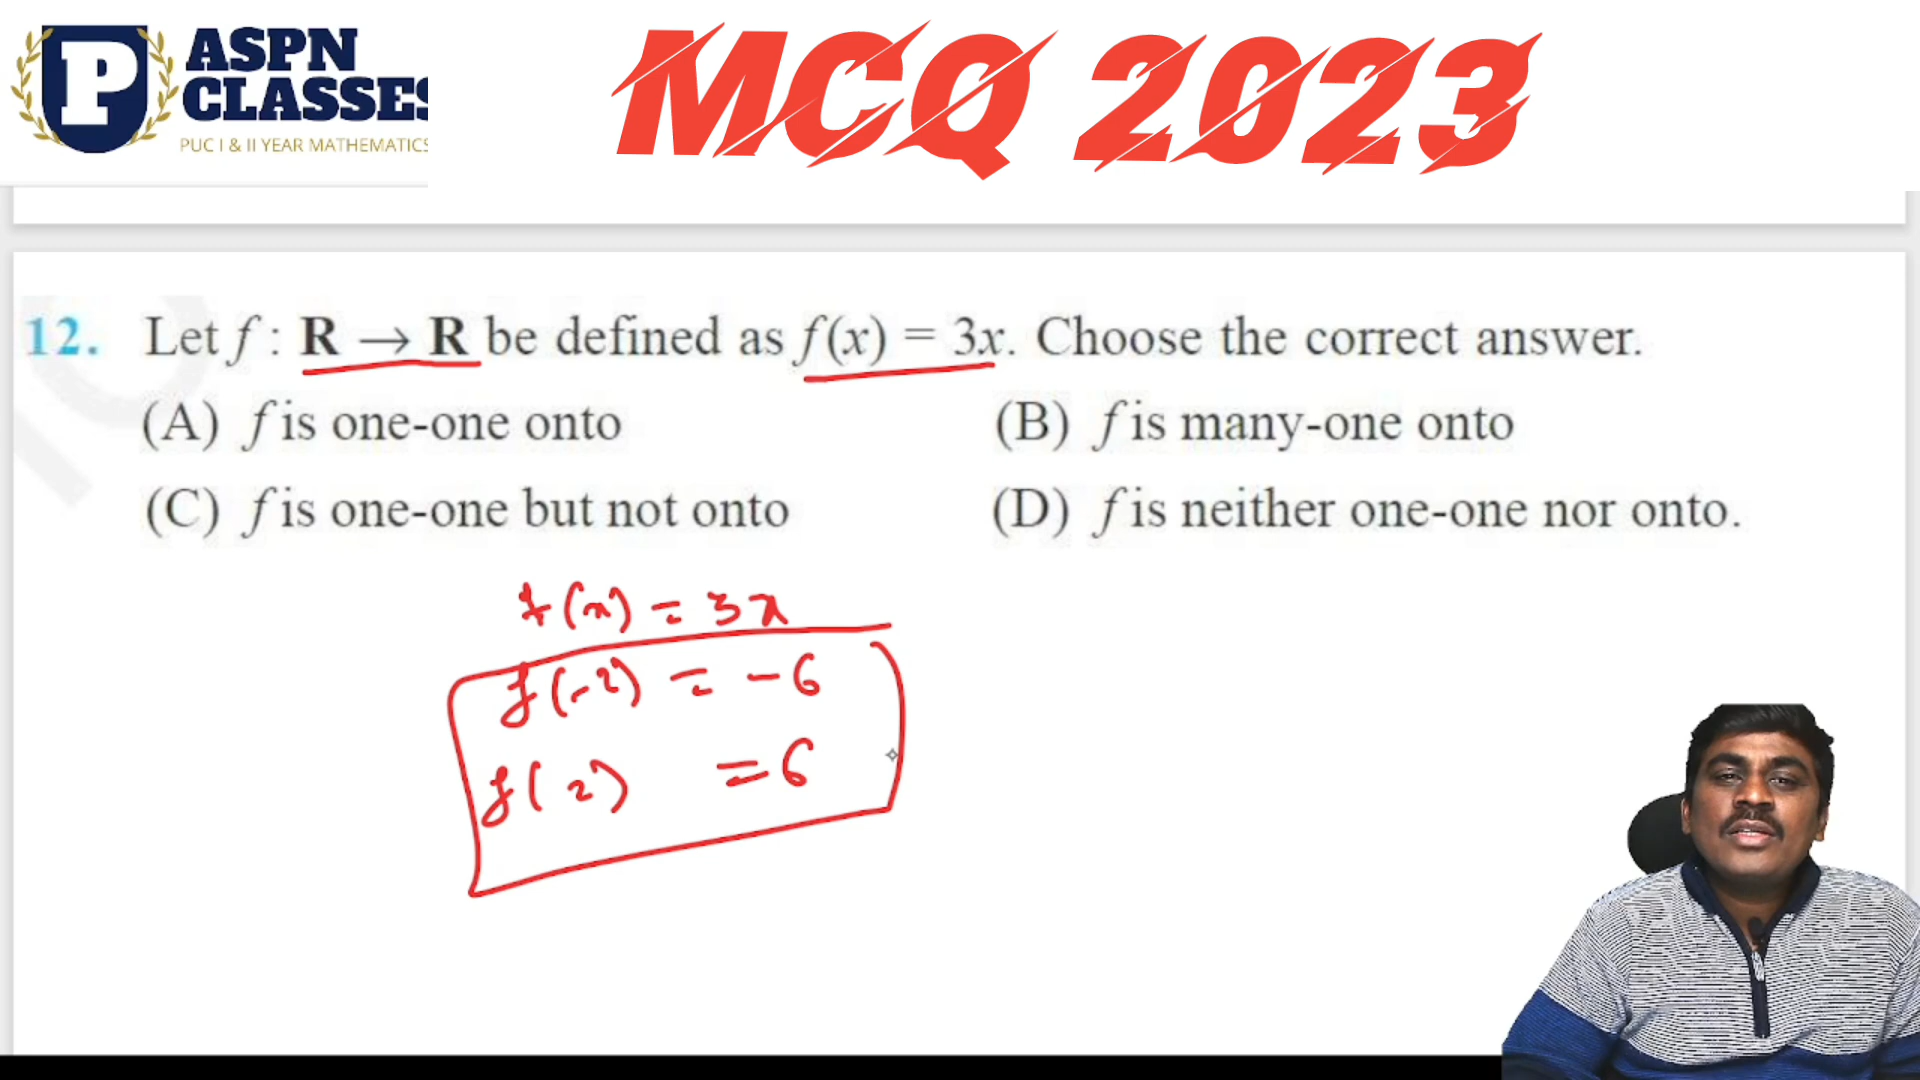 P
ASPN
CLASSES
PUC I & II YEAR MATHEMATICS
MCQ 2023
12. Let f : R → R be defined as f(x) = 3x. Choose the correct answer.
(A) f is one-one onto
(B) f is many-one onto
(C) f is one-one but not onto
(D) f is neither one-one nor onto.
f(x) = 3x
f(-2) = -6
f(2) = 6